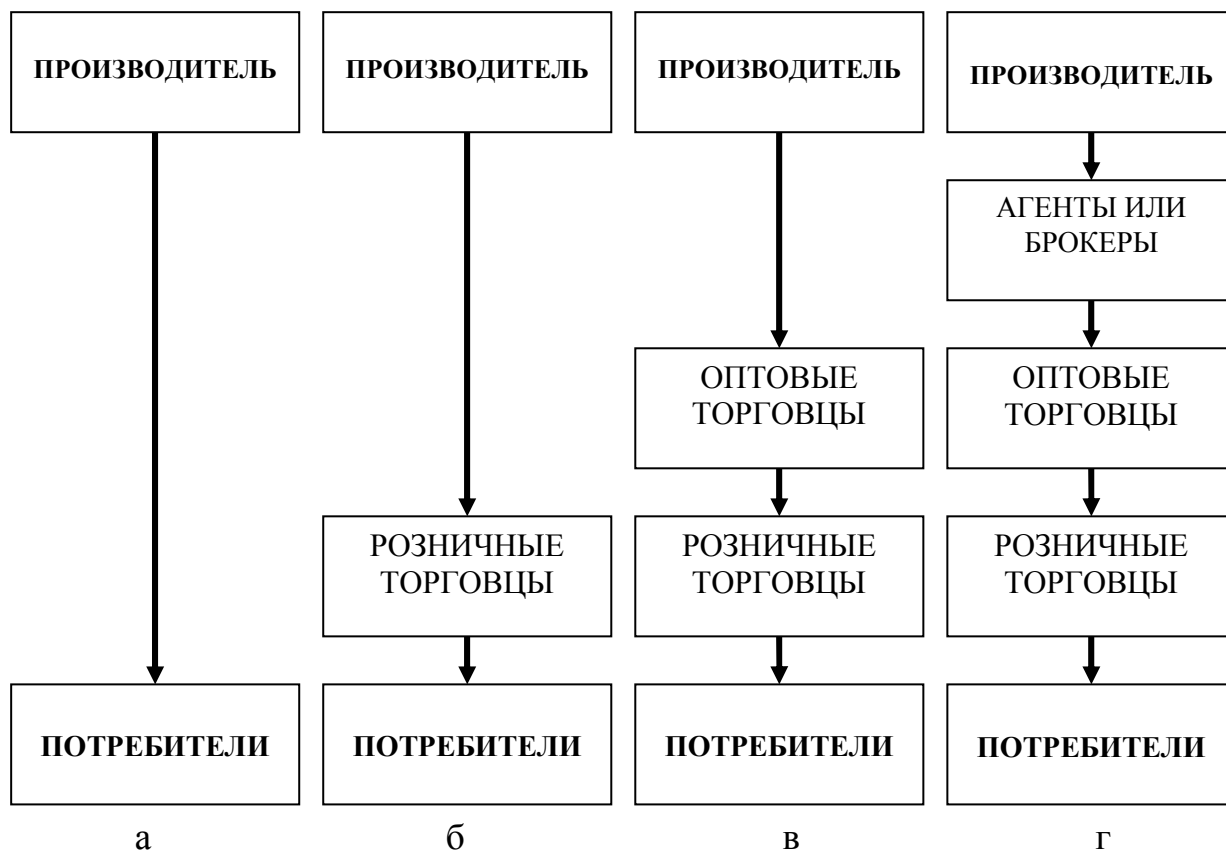 ПРОИЗВОДИТЕЛЬ
ПРОИЗВОДИТЕЛЬ
ПРОИЗВОДИТЕЛЬ
ПРОИЗВОДИТЕЛЬ
АГЕНТЫ ИЛИ
БРОКЕРЫ
ОПТОВЫЕ
ТОРГОВЦЫ
ОПТОВЫЕ
ТОРГОВЦЫ
РОЗНИЧНЫЕ
ТОРГОВЦЫ
РОЗНИЧНЫЕ
ТОРГОВЦЫ
РОЗНИЧНЫЕ
ТОРГОВЦЫ
ПОТРЕБИТЕЛИ
ПОТРЕБИТЕЛИ
ПОТРЕБИТЕЛИ
ПОТРЕБИТЕЛИ
а
б
в
г